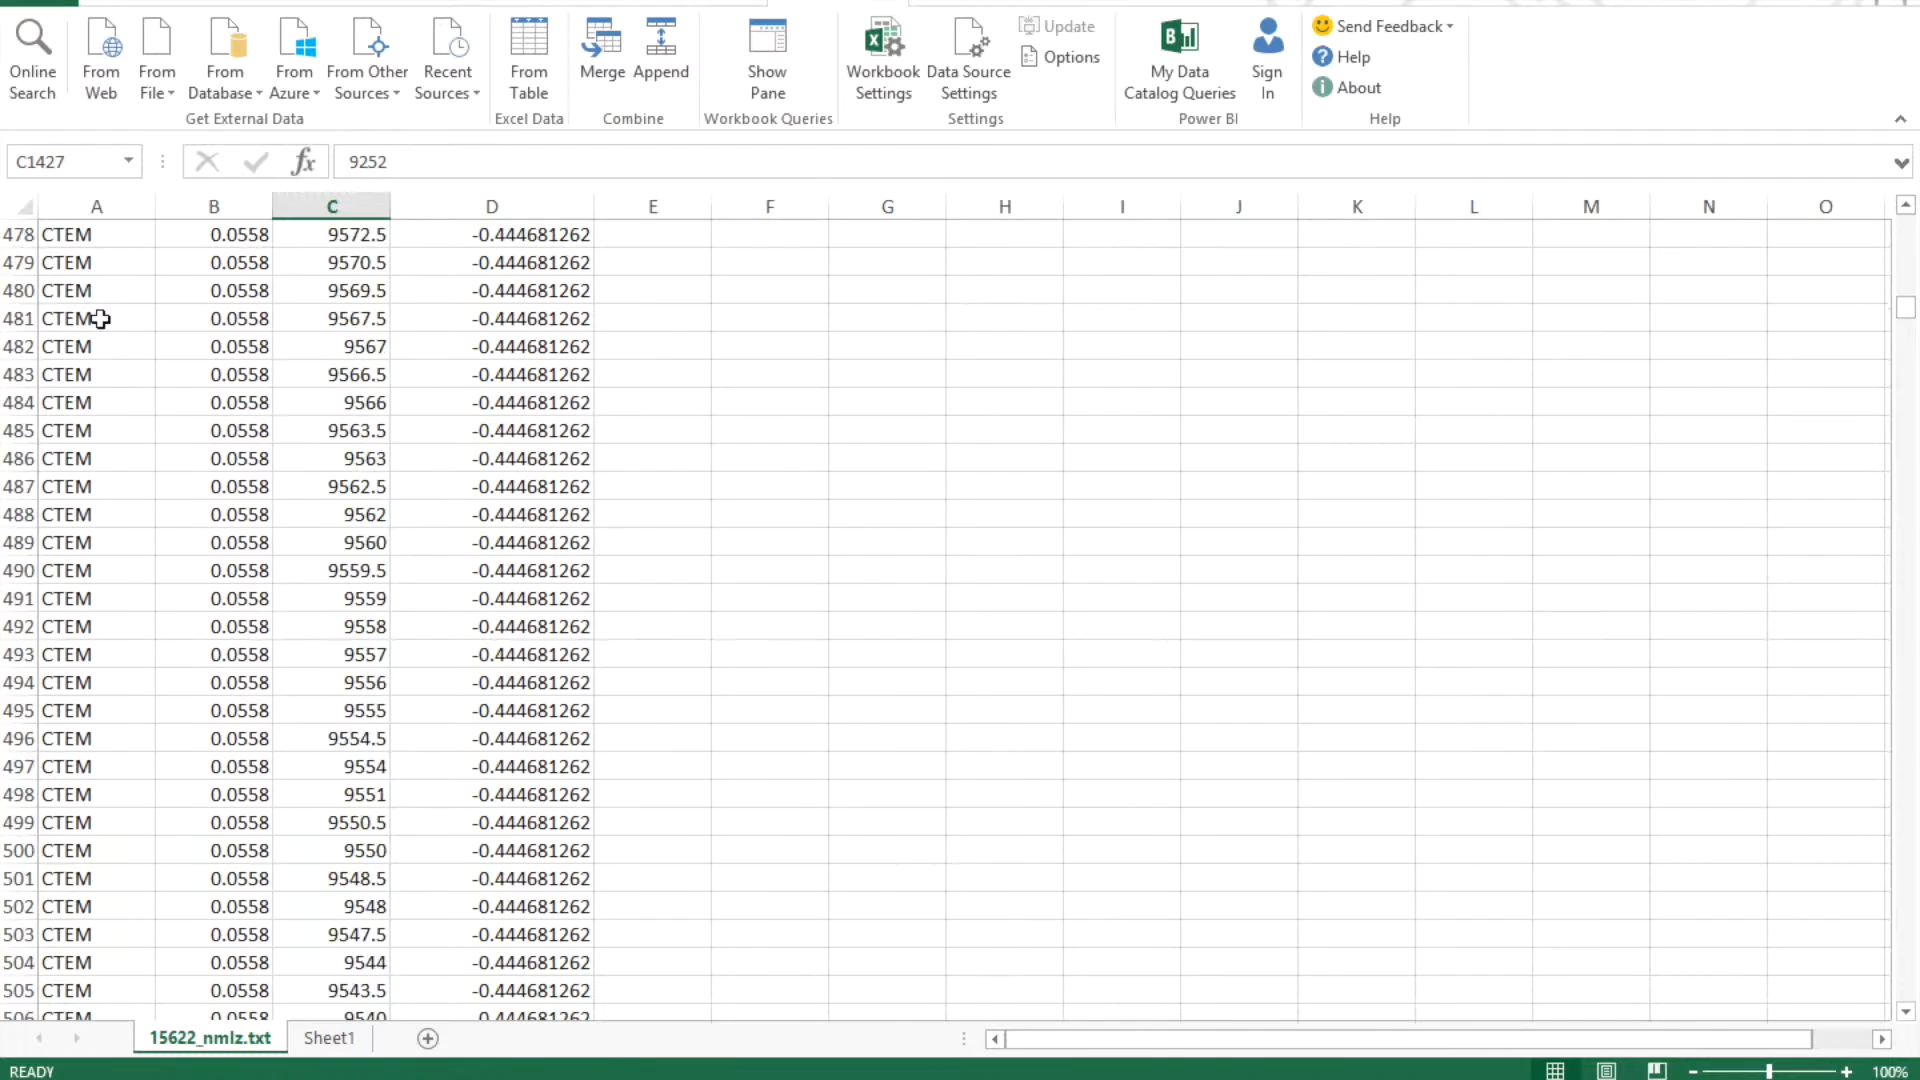 Online Search From Web From File From Database From Azure From Other Sources Recent Sources From Table Merge Append Show Pane Workbook Settings Data Source Settings Update Options My Data Catalog Queries Sign In Send Feedback Help About
Get External Data Excel Data Combine Workbook Queries Settings Power BI Help
C1427 fx 9252
A B C D E F G H I J K L M N O
478 CTEM 0.0558 9572.5 -0.444681262
479 CTEM 0.0558 9570.5 -0.444681262
480 CTEM 0.0558 9569.5 -0.444681262
481 CTEM 0.0558 9567.5 -0.444681262
482 CTEM 0.0558 9567 -0.444681262
483 CTEM 0.0558 9566.5 -0.444681262
484 CTEM 0.0558 9566 -0.444681262
485 CTEM 0.0558 9563.5 -0.444681262
486 CTEM 0.0558 9563 -0.444681262
487 CTEM 0.0558 9562.5 -0.444681262
488 CTEM 0.0558 9562 -0.444681262
489 CTEM 0.0558 9560 -0.444681262
490 CTEM 0.0558 9559.5 -0.444681262
491 CTEM 0.0558 9559 -0.444681262
492 CTEM 0.0558 9558 -0.444681262
493 CTEM 0.0558 9557 -0.444681262
494 CTEM 0.0558 9556 -0.444681262
495 CTEM 0.0558 9555 -0.444681262
496 CTEM 0.0558 9554.5 -0.444681262
497 CTEM 0.0558 9554 -0.444681262
498 CTEM 0.0558 9551 -0.444681262
499 CTEM 0.0558 9550.5 -0.444681262
500 CTEM 0.0558 9550 -0.444681262
501 CTEM 0.0558 9548.5 -0.444681262
502 CTEM 0.0558 9548 -0.444681262
503 CTEM 0.0558 9547.5 -0.444681262
504 CTEM 0.0558 9544 -0.444681262
505 CTEM 0.0558 9543.5 -0.444681262
506 CTEM 0.0558 9540 -0.444681262
15622_nmlz.txt Sheet1
READY 100%